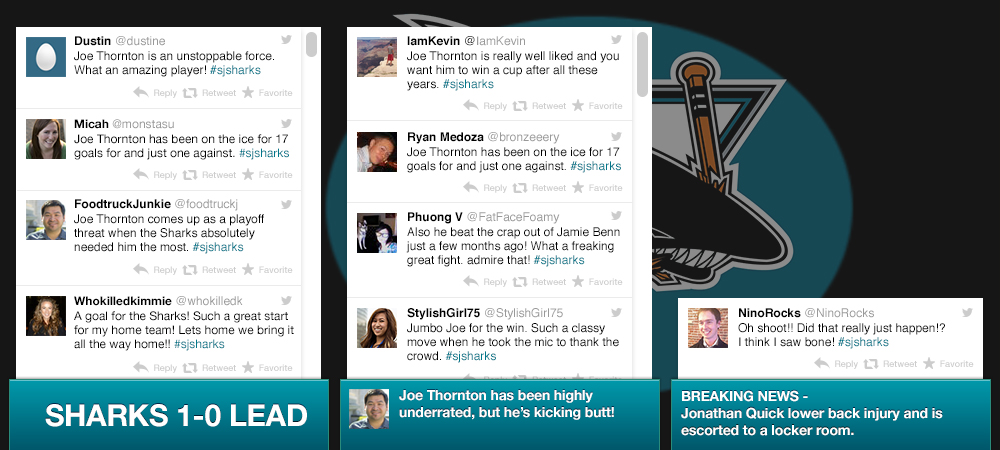 Dustin @dustine
Joe Thornton is an unstoppable force.
What an amazing player! #sjsharks
Reply Retweet Favorite
Micah @monstasu
Joe Thornton has been on the ice for 17
goals for and just one against. #sjsharks
Reply Retweet Favorite
FoodtruckJunkie @foodtruckj
Joe Thornton comes up as a playoff
threat when the Sharks absolutely
needed him the most. #sjsharks
Reply Retweet Favorite
Whokilledkimmie @whokilledk
A goal for the Sharks! Such a great start
for my home team! Lets home we bring it
all the way home!! #sjsharks
Reply Retweet Favorite
SHARKS 1-0 LEAD
IamKevin @IamKevin
Joe Thornton is really well liked and you
want him to win a cup after all these
years. #sjsharks
Reply Retweet Favorite
Ryan Medoza @bronzeeery
Joe Thornton has been on the ice for 17
goals for and just one against. #sjsharks
Reply Retweet Favorite
Phuong V @FatFaceFoamy
Also he beat the crap out of Jamie Benn
just a few months ago! What a freaking
great fight. admire that! #sjsharks
Reply Retweet Favorite
StylishGirl75 @StylishGirl75
Jumbo Joe for the win. Such a classy
move when he took the mic to thank the
crowd. #sjsharks
Reply Retweet Favorite
Joe Thornton has been highly
underrated, but he's kicking butt!
NinoRocks @NinoRocks
Oh shoot!! Did that really just happen!?
I think I saw bone! #sjsharks
Reply Retweet Favorite
BREAKING NEWS -
Jonathan Quick lower back injury and is
escorted to a locker room.